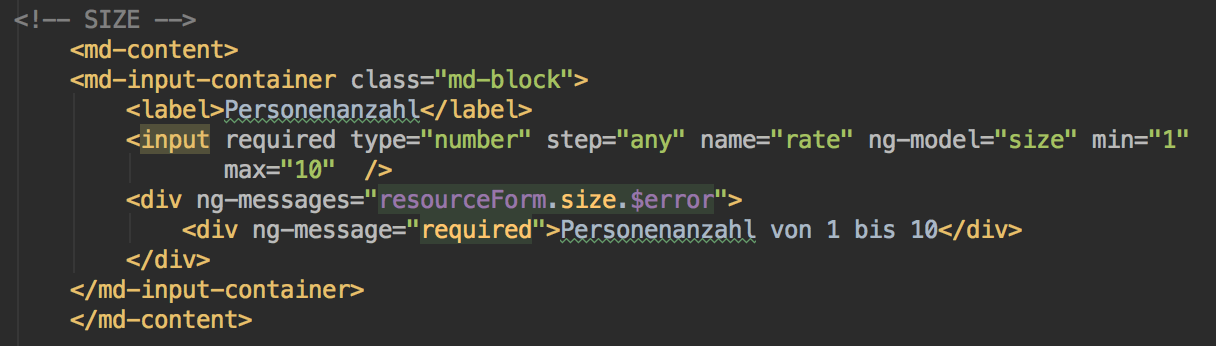 <!-- SIZE -->
<md-content>
<md-input-container class="md-block">
<label>Personenanzahl</label>
<input required type="number" step="any" name="rate" ng-model="size" min="1"
max="10"  />
<div ng-messages="resourceForm.size.$error">
<div ng-message="required">Personenanzahl von 1 bis 10</div>
</div>
</md-input-container>
</md-content>